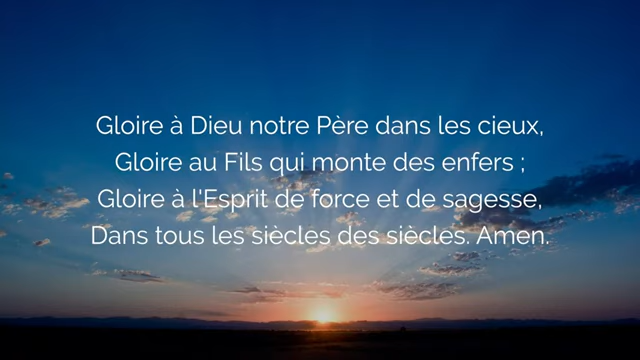 Gloire à Dieu notre Père dans les cieux,
Gloire au Fils qui monte des enfers ;
Gloire à l'Esprit de force et de sagesse,
Dans tous les siècles des siècles. Amen.